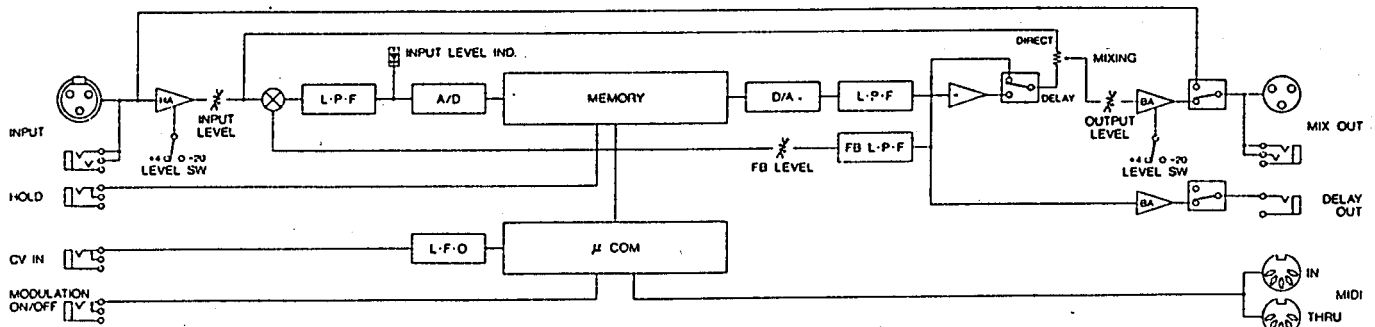 DIRECT
INPUT LEVEL IND.
MIXING
HA
L·P·F
A/D
MEMORY
D/A
L·P·F
-
DELAY
BA
INPUT
INPUT
LEVEL
OUTPUT
LEVEL
MIX OUT
+4 -20
LEVEL SW
FB LEVEL
FB L·P·F
+4 -20
LEVEL SW
HOLD
BA
DELAY
OUT
CV IN
L·F·O
μ COM
IN
MODULATION
ON/OFF
MIDI
THRU